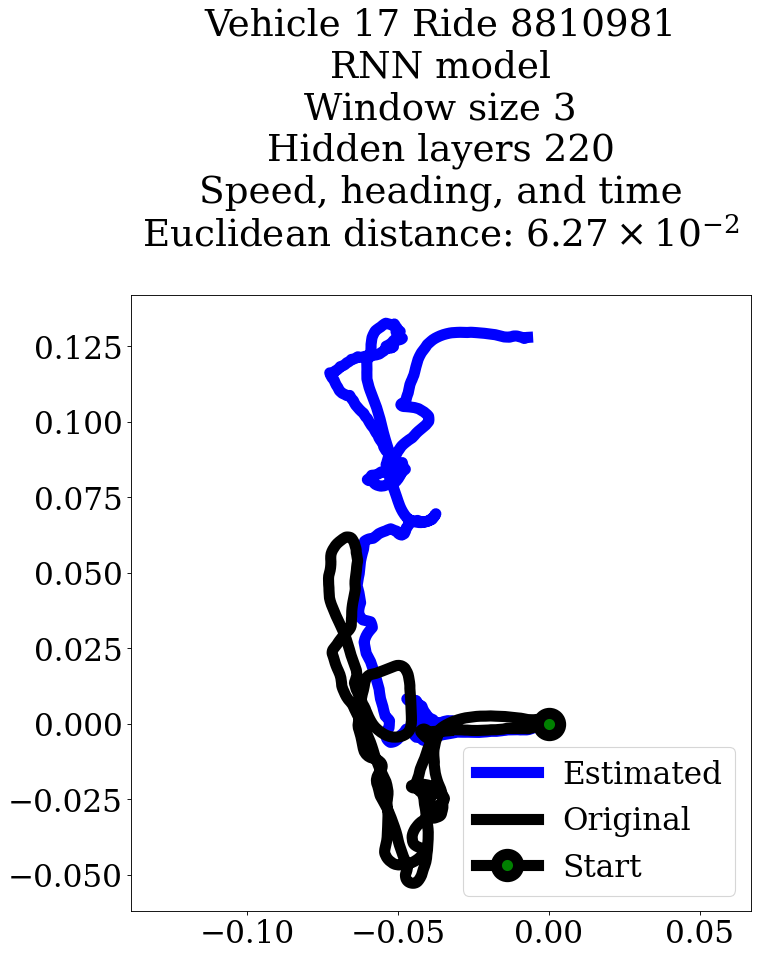 Vehicle 17 Ride 8810981
RNN model
Window size 3
Hidden layers 220
Speed, heading, and time
Euclidean distance: 6.27 × 10⁻²
0.125
0.100
0.075
0.050
0.025
0.000
−0.025
−0.050
Estimated
Original
Start
−0.10 −0.05 0.00 0.05